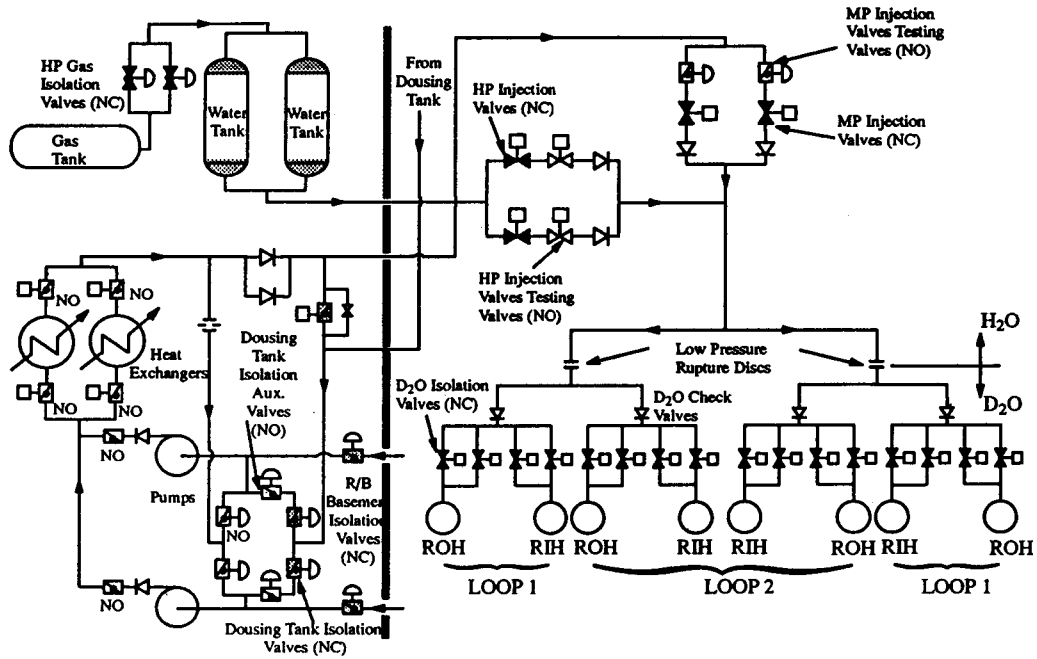 MP Injection
Valves Testing
Valves (NO)
HP Gas
Isolation
Valves (NC)
From
Dousing
Tank
HP Injection
Valves (NC)
Water
Tank
Water
Tank
MP Injection
Valves (NC)
Gas
Tank
HP Injection
Valves Testing
Valves (NO)
NO
NO
Heat
Exchangers
Dousing
Tank
Isolation
Aux.
Valves
(NO)
Low Pressure
Rupture Discs
H2O
D2O
D2O Isolation
Valves (NC)
D2O Check
Valves
NO
NO
NO
Pumps
R/B
Basemen
Isolation
Valves
(NC)
NO
ROH
RIH
ROH
RIH
RIH
ROH
RIH
ROH
LOOP 1
LOOP 2
LOOP 1
NO
Dousing Tank Isolation
Valves (NC)